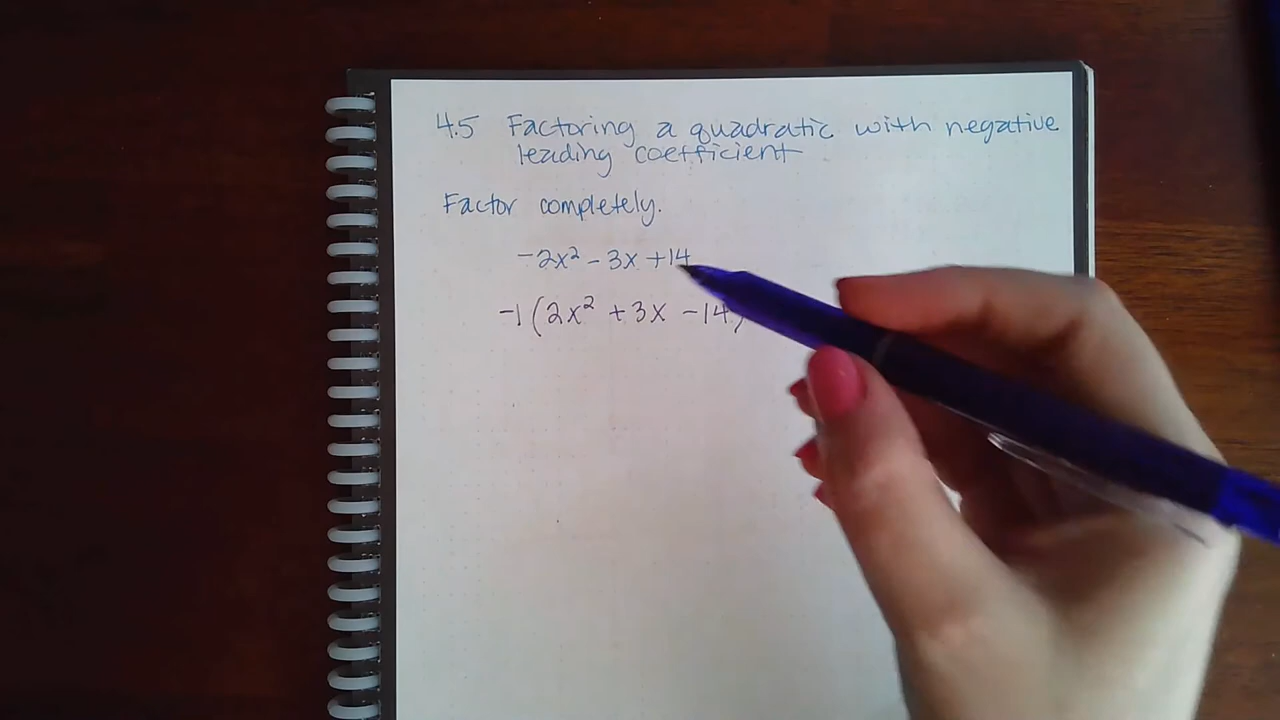 4.5 Factoring a quadratic with negative
leading coefficient
Factor completely.
-2x² - 3x + 14
-1(2x² + 3x - 14)